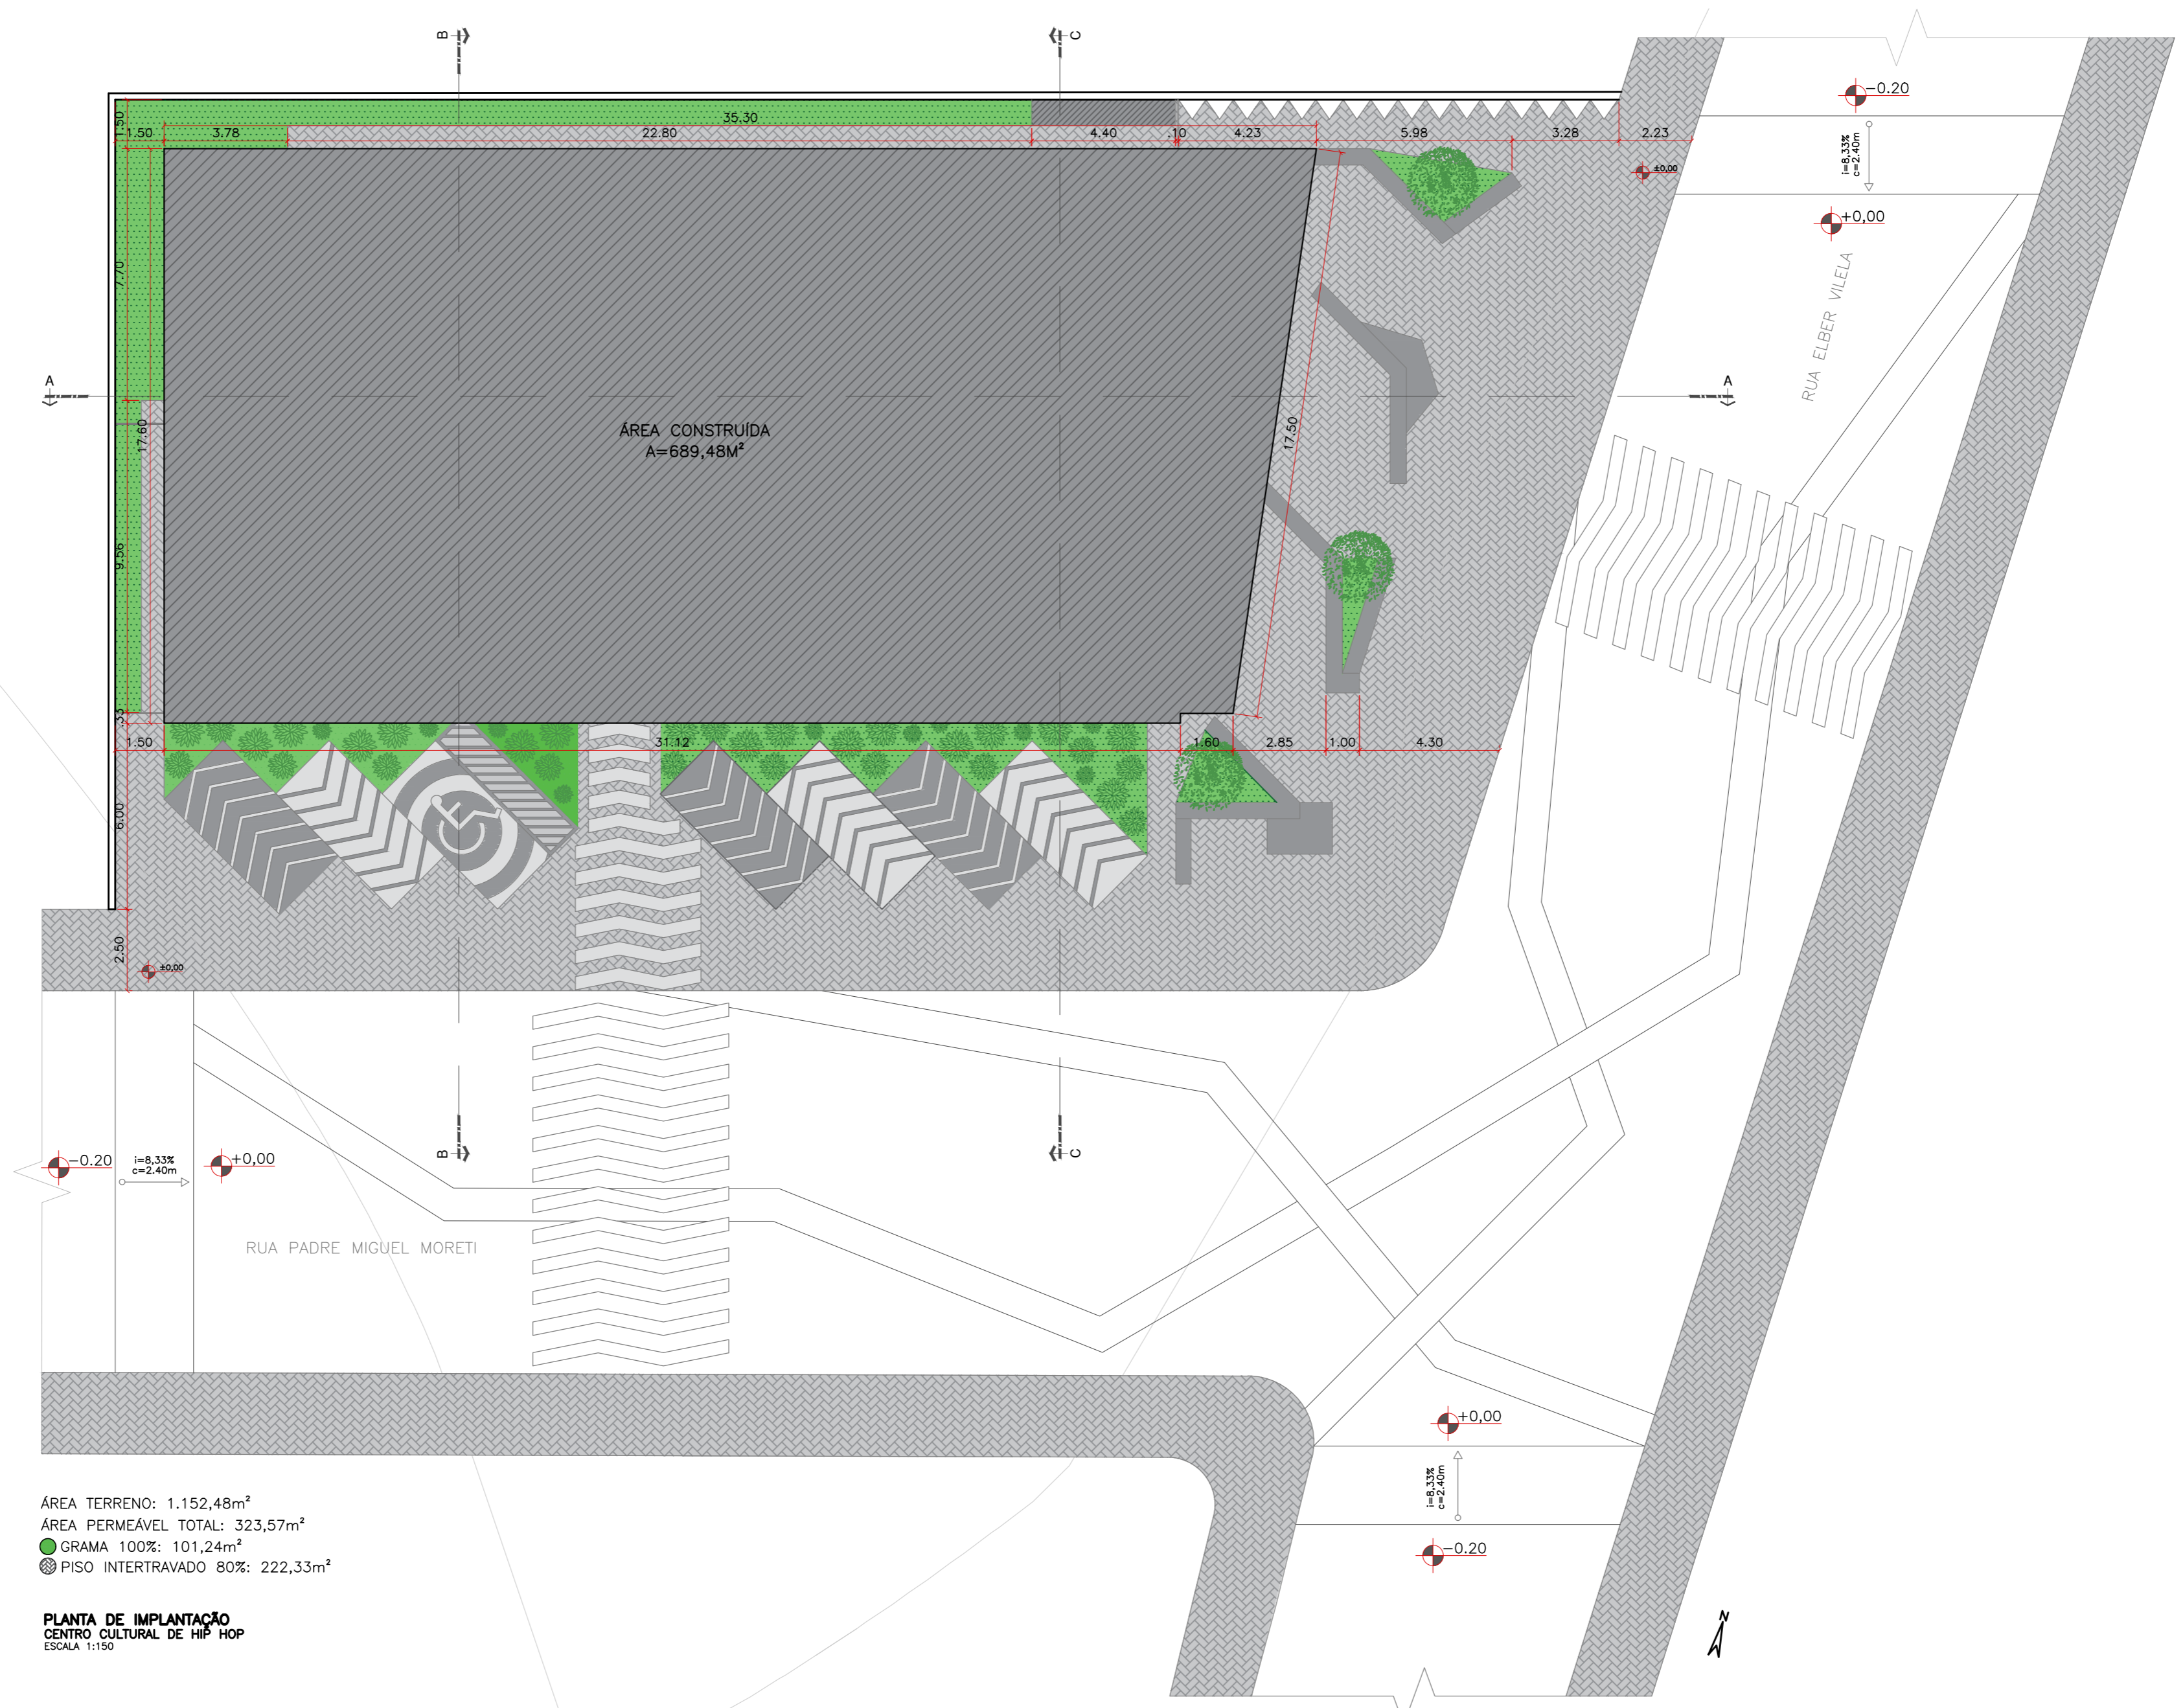 B
C
-0.20
35.30
1.50
1.50
3.78
22.80
4.40
.10
4.23
5.98
3.28
2.23
i=8,33%
c=2.40m
±0,00
+0,00
RUA ELBER VILELA
7.70
A
A
ÁREA CONSTRUÍDA
A=689,48M²
17.60
17.50
9.56
.33
1.50
31.12
1.60
2.85
1.00
4.30
6.00
2.50
±0,00
B
C
-0.20
i=8,33%
c=2.40m
+0,00
RUA PADRE MIGUEL MORETI
+0,00
i=8,33%
c=2.40m
-0.20
ÁREA TERRENO: 1.152,48m²
ÁREA PERMEÁVEL TOTAL: 323,57m²
GRAMA 100%: 101,24m²
PISO INTERTRAVADO 80%: 222,33m²
PLANTA DE IMPLANTAÇÃO
CENTRO CULTURAL DE HIP HOP
ESCALA 1:150
N